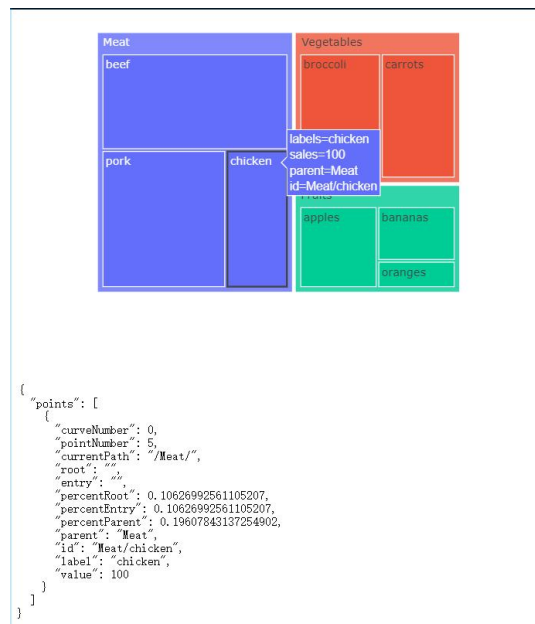 Meat
beef
pork
chicken
Vegetables
broccoli
carrots
labels=chicken
sales=100
parent=Meat
id=Meat/chicken
Fruits
apples
bananas
oranges
{
"points": [
{
"curveNumber": 0,
"pointNumber": 5,
"currentPath": "/Meat/",
"root": "",
"entry": "",
"percentRoot": 0.10626992561105207,
"percentEntry": 0.10626992561105207,
"percentParent": 0.19607843137254902,
"parent": "Meat",
"id": "Meat/chicken",
"label": "chicken",
"value": 100
}
]
}